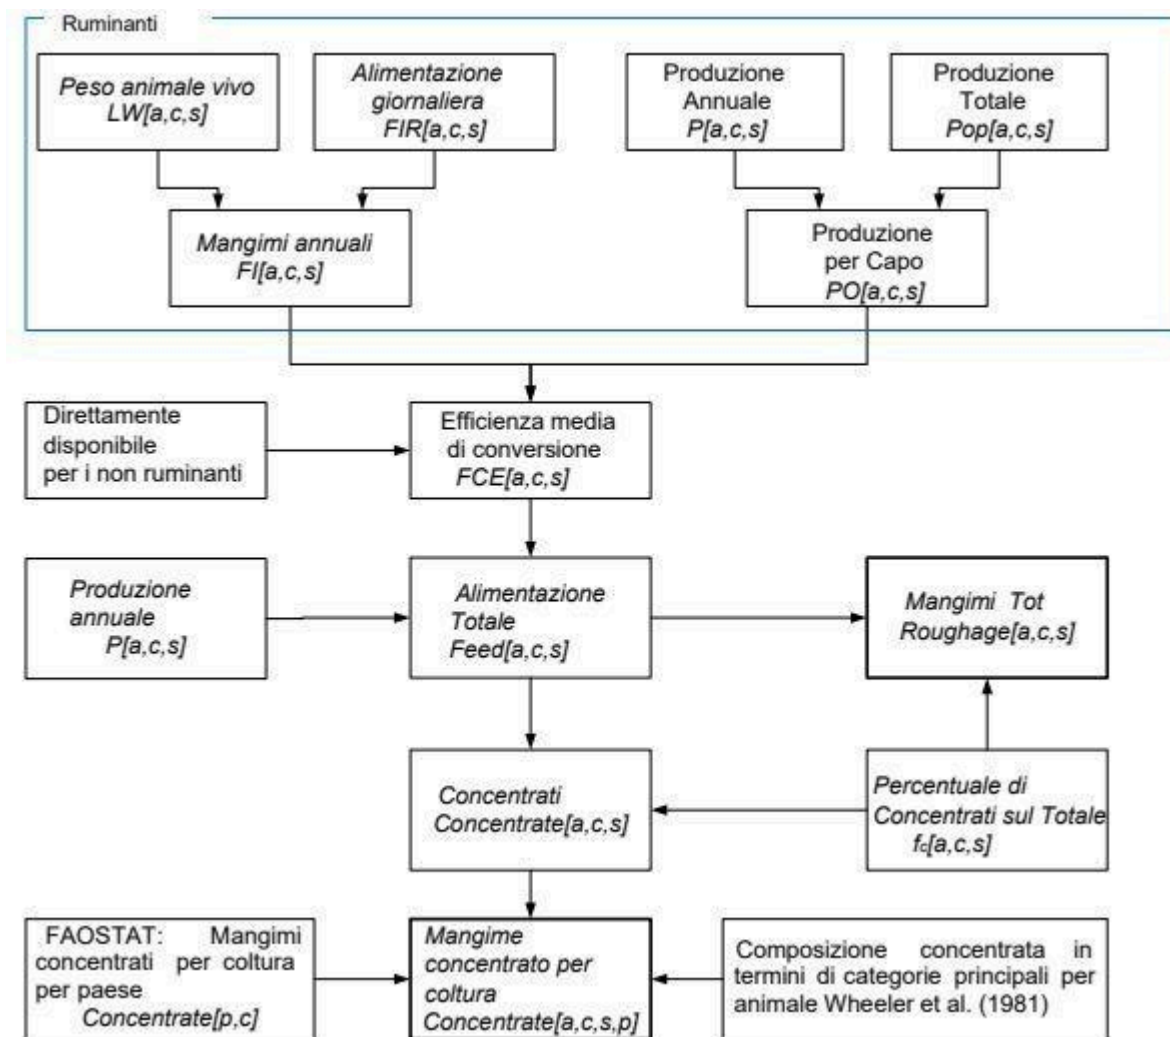 Ruminanti
Peso animale vivo
LW[a,c,s]
Alimentazione
giornaliera
FIR[a,c,s]
Produzione
Annuale
P[a,c,s]
Produzione
Totale
Pop[a,c,s]
Mangimi annuali
FI[a,c,s]
Produzione
per Capo
PO[a,c,s]
Direttamente
disponibile
per i non ruminanti
Efficienza media
di conversione
FCE[a,c,s]
Produzione
annuale
P[a,c,s]
Alimentazione
Totale
Feed[a,c,s]
Mangimi Tot
Roughage[a,c,s]
Concentrati
Concentrate[a,c,s]
Percentuale di
Concentrati sul Totale
fc[a,c,s]
FAOSTAT: Mangimi
concentrati per coltura
per paese
Concentrate[p,c]
Mangime
concentrato per
coltura
Concentrate[a,c,s,p]
Composizione concentrata in
termini di categorie principali per
animale Wheeler et al. (1981)